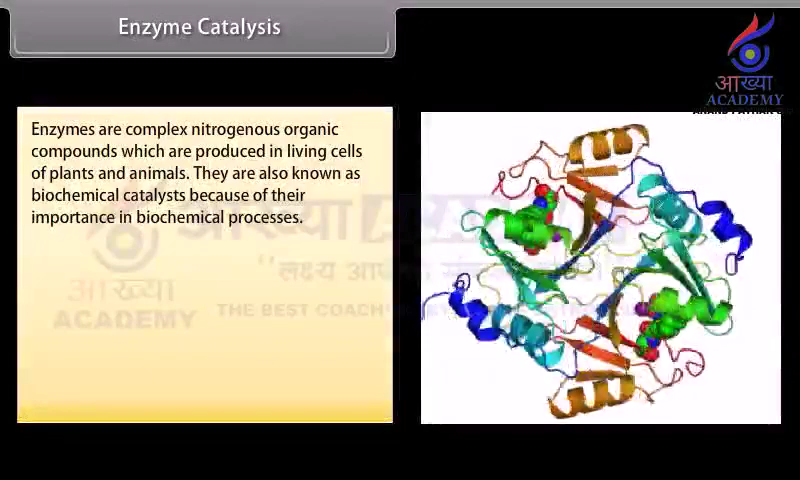 Enzyme Catalysis
आख्या
ACADEMY
Enzymes are complex nitrogenous organic
compounds which are produced in living cells
of plants and animals. They are also known as
biochemical catalysts because of their
importance in biochemical processes.
आख्या
आख्या
ACADEMY
THE BEST